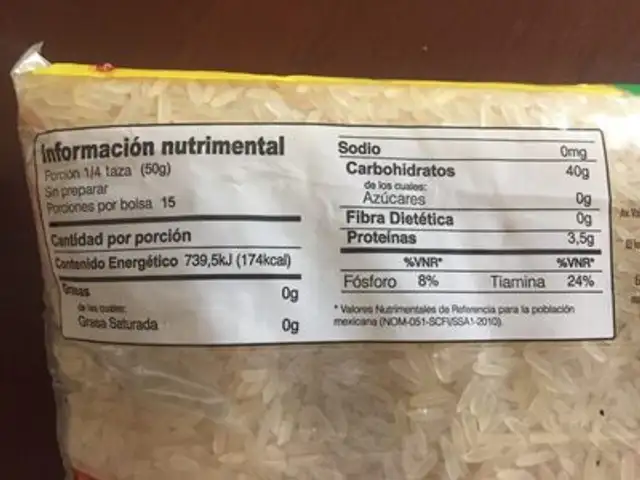 Información nutrimental
Porción 1/4 taza (50g)
Sin preparar
Porciones por bolsa 15
Cantidad por porción
Contenido Energético 739,5kJ (174kcal)
Grasas 0g
de las cuales:
Grasa Saturada 0g
Sodio 0mg
Carbohidratos 40g
de los cuales:
Azúcares 0g
Fibra Dietética 0g
Proteínas 3,5g
%VNR* %VNR*
Fósforo 8% Tiamina 24%
* Valores Nutrimentales de Referencia para la población
mexicana (NOM-051-SCFI/SSA1-2010).